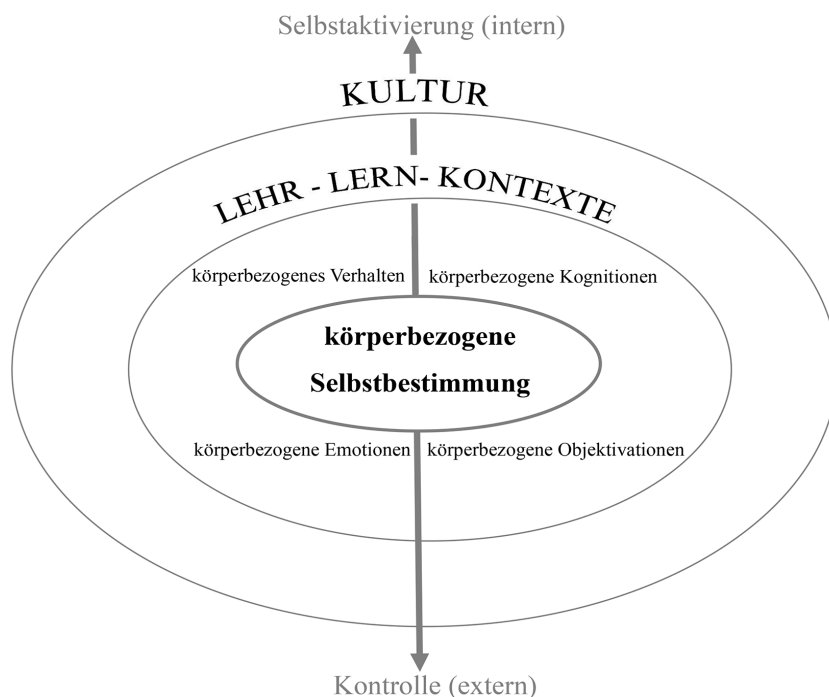 Selbstaktivierung (intern)
KULTUR
LEHR - LERN- KONTEXTE
körperbezogenes Verhalten
körperbezogene Kognitionen
körperbezogene
Selbstbestimmung
körperbezogene Emotionen
körperbezogene Objektivationen
Kontrolle (extern)